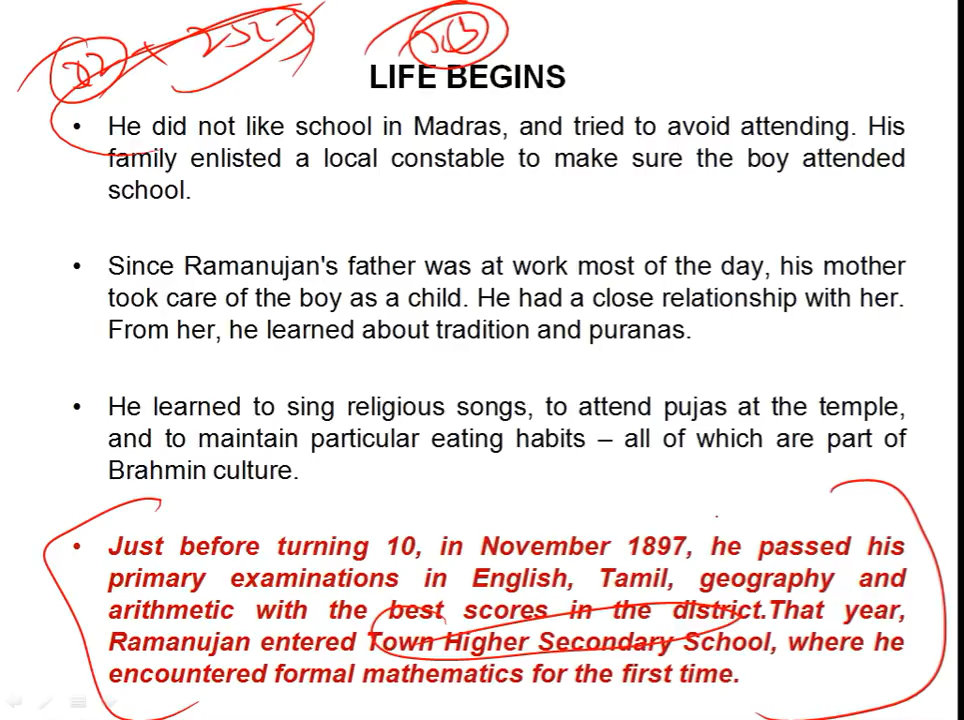 LIFE BEGINS
• He did not like school in Madras, and tried to avoid attending. His
family enlisted a local constable to make sure the boy attended
school.
• Since Ramanujan's father was at work most of the day, his mother
took care of the boy as a child. He had a close relationship with her.
From her, he learned about tradition and puranas.
• He learned to sing religious songs, to attend pujas at the temple,
and to maintain particular eating habits – all of which are part of
Brahmin culture.
• Just before turning 10, in November 1897, he passed his
primary examinations in English, Tamil, geography and
arithmetic with the best scores in the district.That year,
Ramanujan entered Town Higher Secondary School, where he
encountered formal mathematics for the first time.